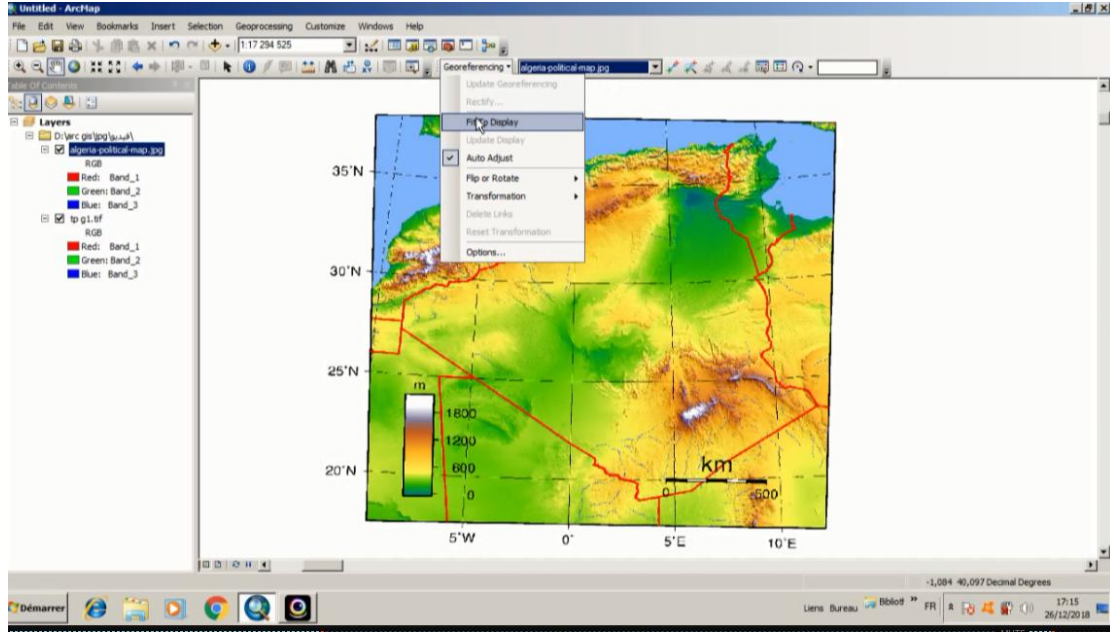 Untitled - ArcMap
File Edit View Bookmarks Insert Selection Geoprocessing Customize Windows Help
1:17 294 525
Georeferencing algeria-political-map.jpg
Table Of Contents
Update Georeferencing
Rectify...
Fit To Display
Update Display
Auto Adjust
Flip or Rotate
Transformation
Delete Links
Reset Transformation
Options...
Layers
D:\arc gis\jpg\فيديو\
algeria-political-map.jpg
RGB
Red: Band_1
Green: Band_2
Blue: Band_3
tp g1.tif
RGB
Red: Band_1
Green: Band_2
Blue: Band_3
35°N
30°N
25°N
20°N
m
1800
1200
600
0
km
0 500
5°W 0° 5°E 10°E
-1,084 40,097 Decimal Degrees
Démarrer
Liens Bureau Bibliot » FR 17:15
26/12/2018